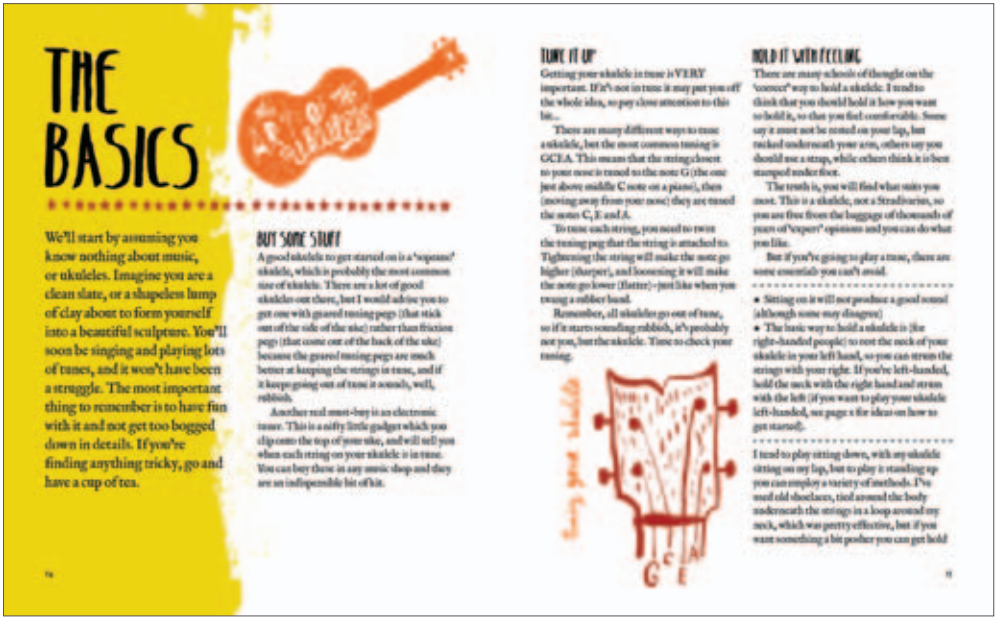 THE
BASICS
We'll start by assuming you
know nothing about music,
or ukuleles. Imagine you are a
clean slate, or a shapeless lump
of clay about to form yourself
into a beautiful sculpture. You'll
soon be singing and playing lots
of tunes, and it won't have been
a struggle. The most important
thing to remember is to have fun
with it and not get too bogged
down in details. If you're
finding anything tricky, go and
have a cup of tea.
BUY SOME STUFF
A good ukulele to get started on is a 'soprano'
ukulele, which is probably the most common
size of ukulele. There are a lot of good
ukuleles out there, but I would advise you to
get one with geared tuning pegs (that stick
out of the side of the uke) rather than friction
pegs (that come out of the back of the uke)
because the geared tuning pegs are much
better at keeping the strings in tune, and if
it keeps going out of tune it sounds, well,
rubbish.
Another real must-buy is an electronic
tuner. This is a nifty little gadget which you
clip onto the top of your uke, and will tell you
when each string on your ukulele is in tune.
You can buy these in any music shop and they
are an indispensible bit of kit.
TUNE IT UP
Getting your ukulele in tune is VERY
important. If it's not in tune it may put you off
the whole idea, so pay close attention to this
bit...
There are many different ways to tune
a ukulele, but the most common tuning is
GCEA. This means that the string closest
to your nose is tuned to the note G (the one
just above middle C note on a piano), then
(moving away from your nose) they are tuned
the notes C, E and A.
To tune each string, you need to twist
the tuning peg that the string is attached to.
Tightening the string will make the note go
higher (sharper), and loosening it will make
the note go lower (flatter) – just like when you
twang a rubber band.
Remember, all ukuleles go out of tune,
so if it starts sounding rubbish, it's probably
not you, but the ukulele. Time to check your
tuning.
your ukulele
G C E A
HOLD IT WITH FEELING
There are many schools of thought on the
'correct' way to hold a ukulele. I tend to
think that you should hold it how you want
to hold it, so that you feel comfortable. Some
say it must not be rested on your lap, but
tucked underneath your arm, others say you
should use a strap, while others think it is best
stamped under foot.
The truth is, you will find what suits you
most. This is a ukulele, not a Stradivarius, so
you are free from the baggage of thousands of
years of 'expert' opinions and you can do what
you like.
But if you're going to play a tune, there are
some essentials you can't avoid.
• Sitting on it will not produce a good sound
(although some may disagree)
• The basic way to hold a ukulele is (for
right-handed people) to rest the neck of your
ukulele in your left hand, so you can strum the
strings with your right. If you're left-handed,
hold the neck with the right hand and strum
with the left (if you want to play your ukulele
left-handed, see page x for ideas on how to
get started).
I tend to play sitting down, with my ukulele
sitting on my lap, but to play it standing up
you can employ a variety of methods. I've
used old shoelaces, tied around the body
underneath the strings in a loop around my
neck, which was pretty effective, but if you
want something a bit posher you can get hold